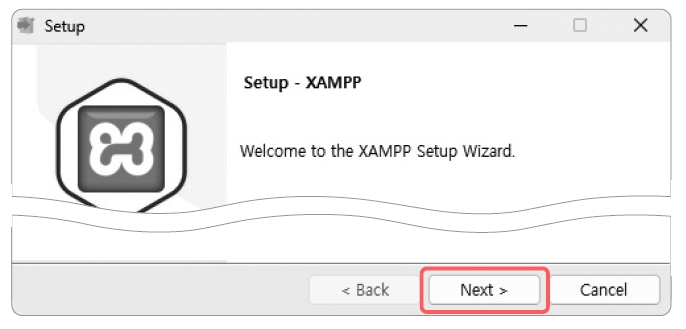 Setup
Setup - XAMPP
Welcome to the XAMPP Setup Wizard.
< Back
Next >
Cancel